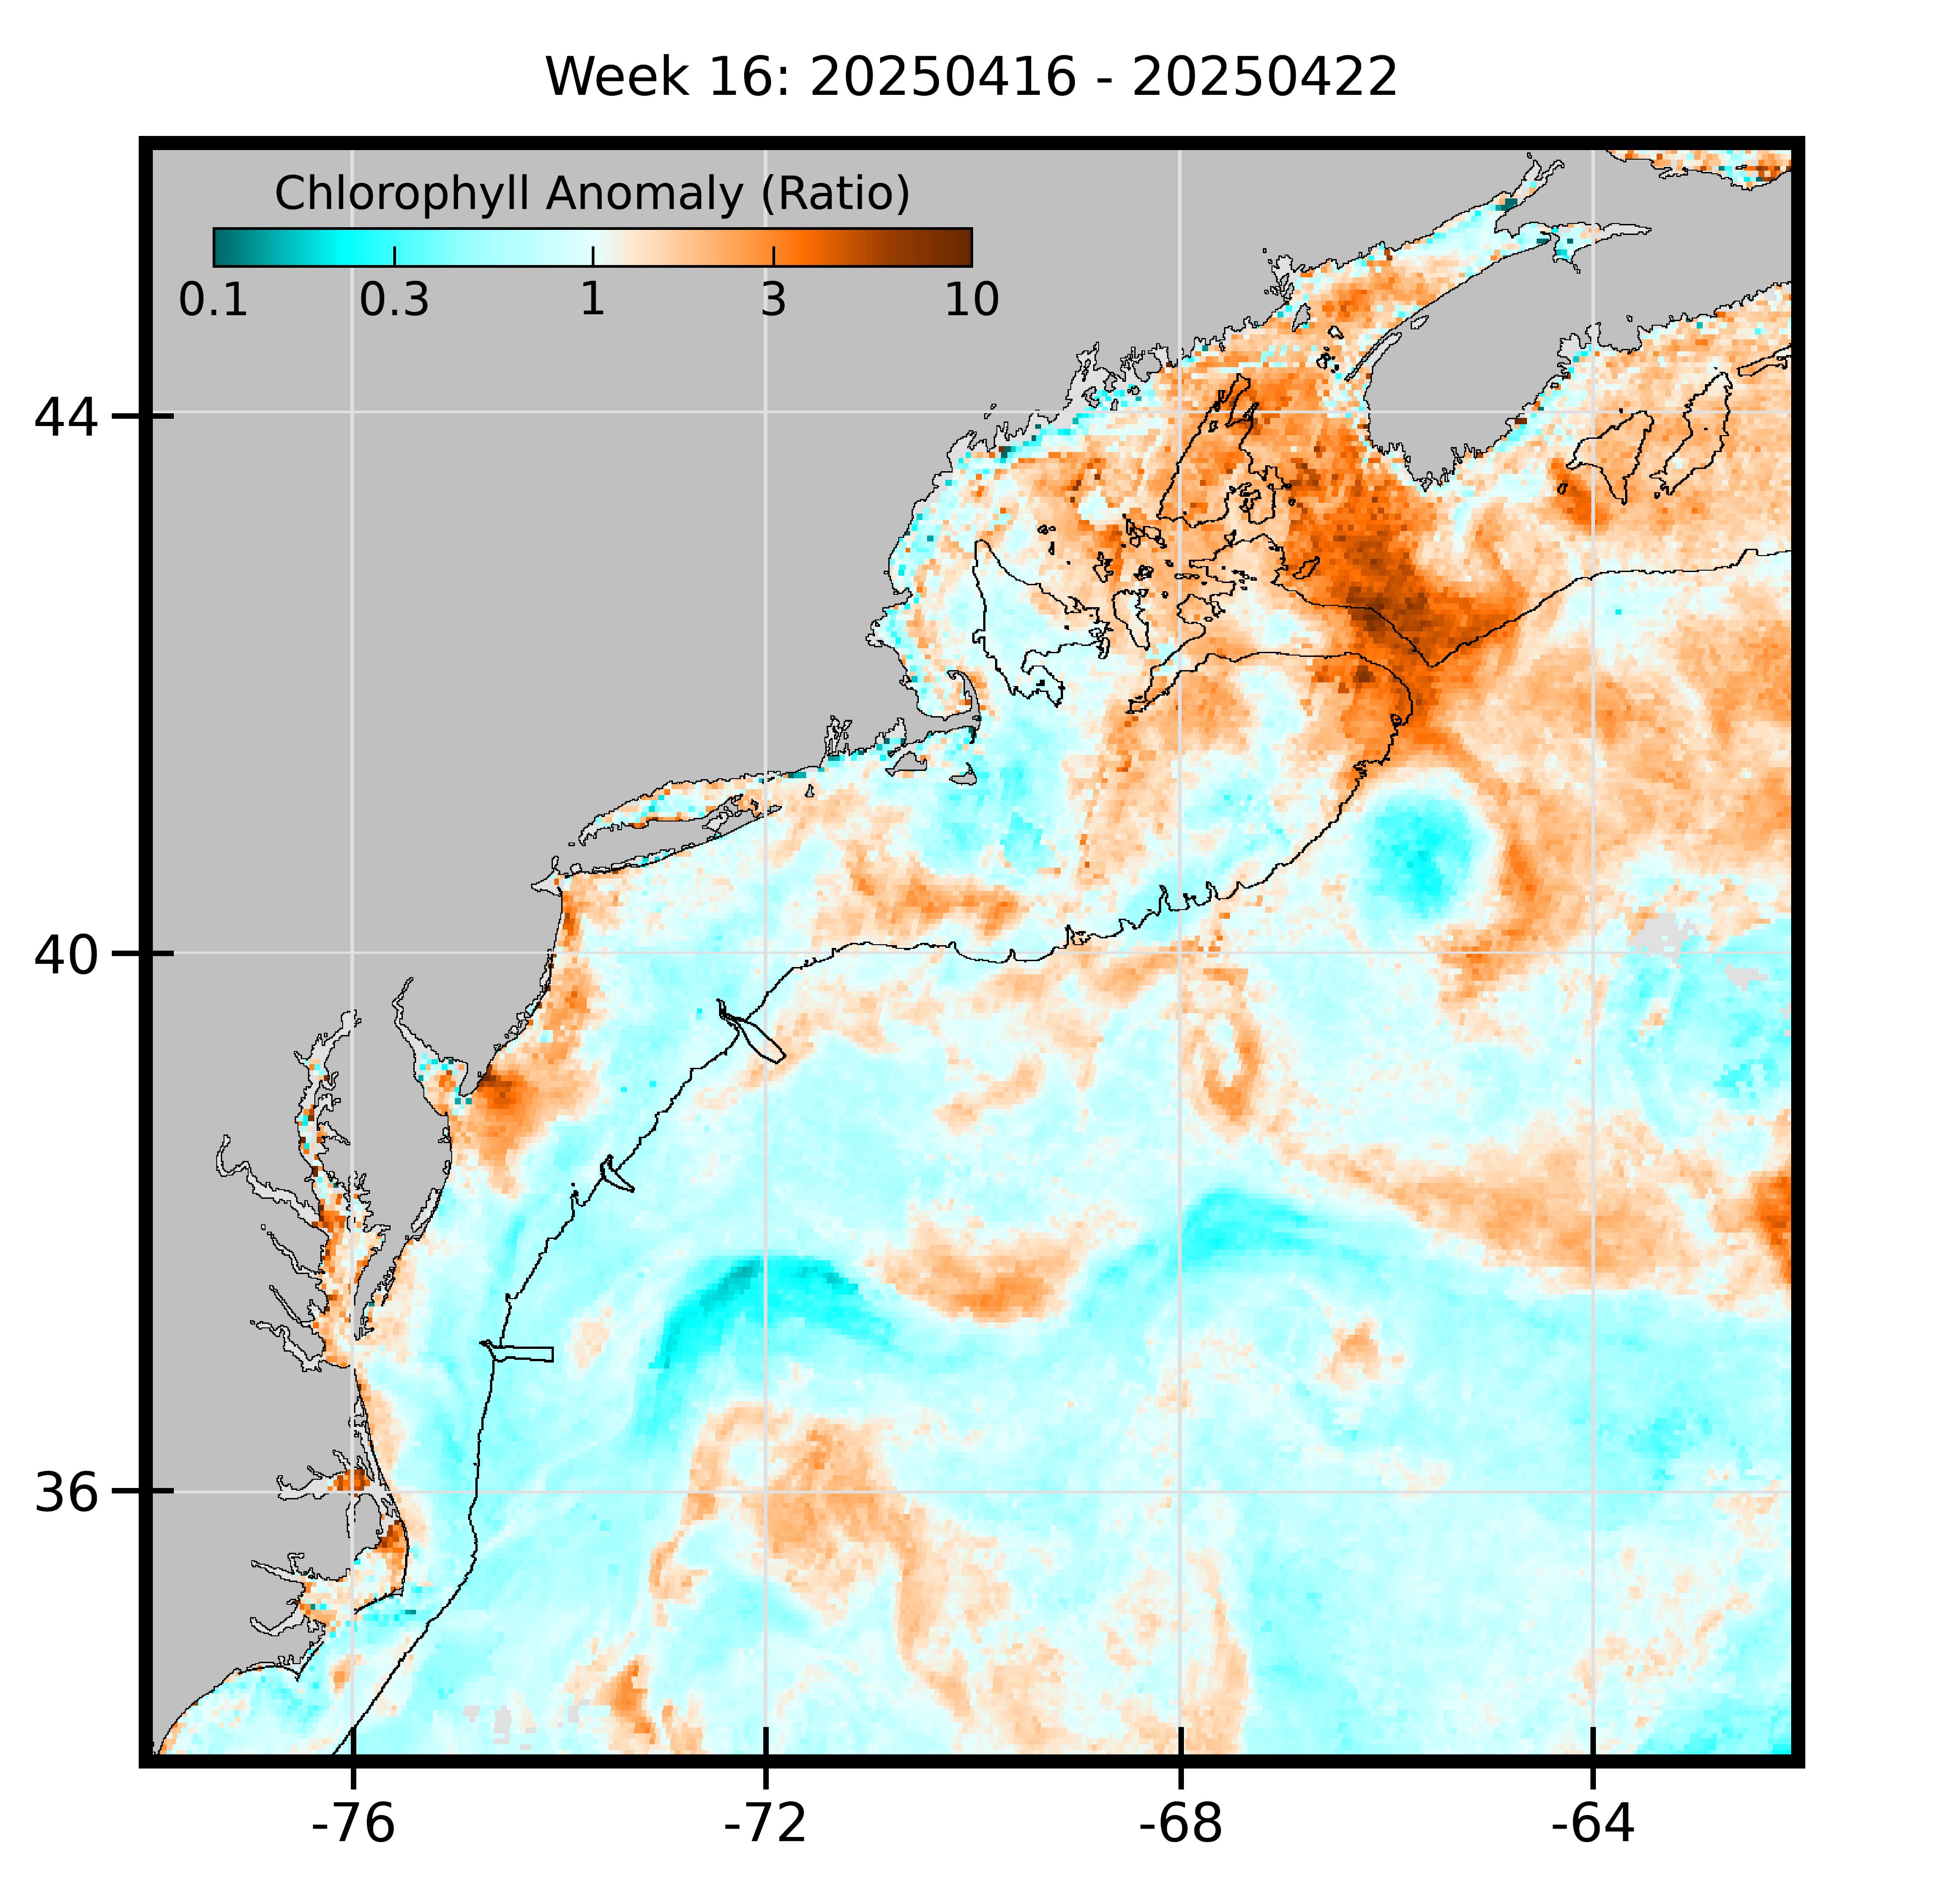 Week 16: 20250416 - 20250422
Chlorophyll Anomaly (Ratio)
0.1 0.3 1 3 10
44
40
36
-76 -72 -68 -64